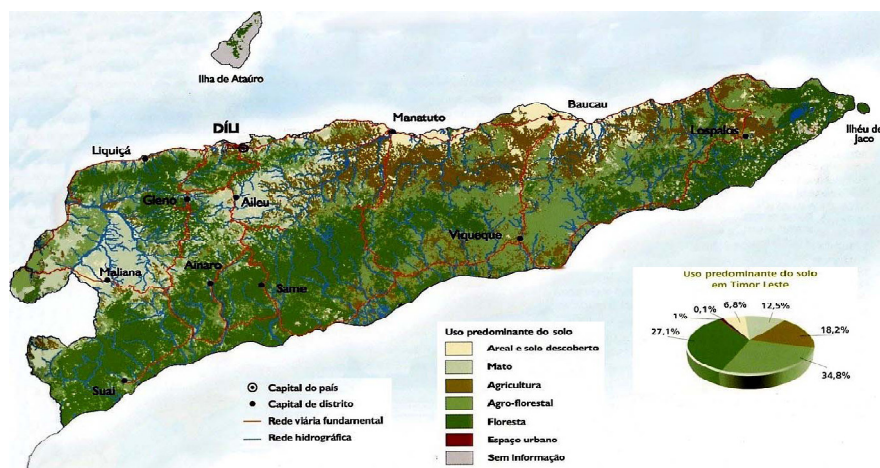 Ilha de Ataúro
DÍLI
Manatuto
Baucau
Lospalos
Ilhéu de
Jaco
Liquiçá
Gleno
Aileu
Viqueque
Maliana
Ainaro
Same
Suai
Capital do país
Capital de distrito
Rede viária fundamental
Rede hidrográfica
Uso predominante do solo
Areal e solo descoberto
Mato
Agricultura
Agro-florestal
Floresta
Espaço urbano
Sem informação
Uso predominante do solo
em Timor Leste
1%
0,1%
6,8%
12,5%
18,2%
34,8%
27,1%